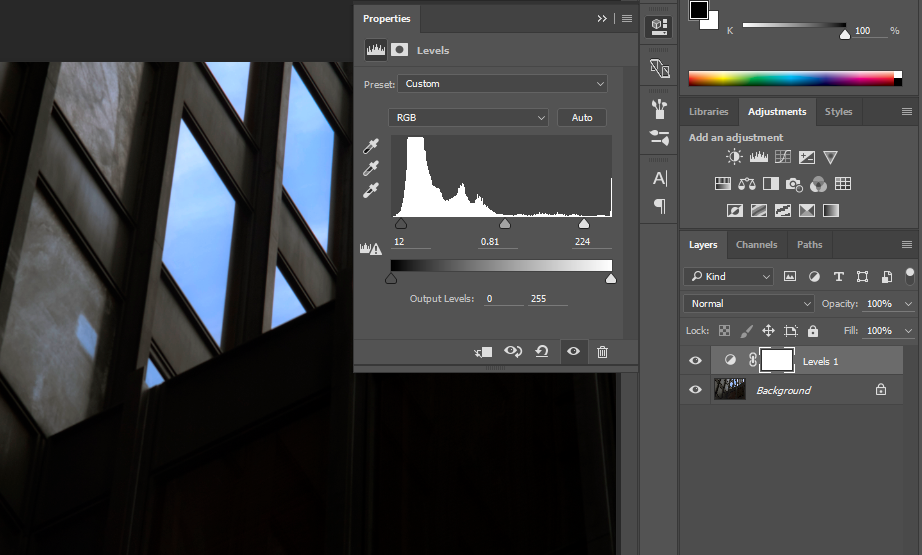 Properties
Levels
Preset: Custom
RGB
Auto
12 0.81 224
Output Levels: 0 255
K 100 %
Libraries Adjustments Styles
Add an adjustment
A
Layers Channels Paths
Kind
T
Normal Opacity: 100%
Lock: Fill: 100%
Levels 1
Background